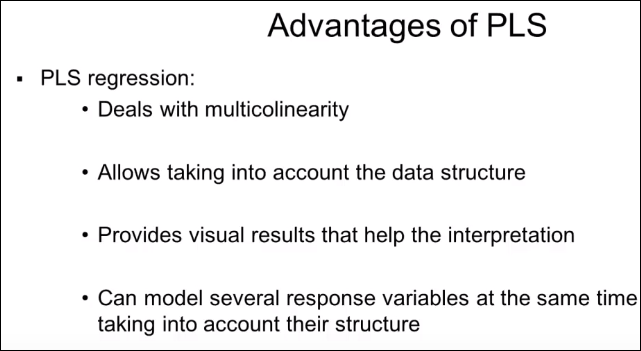 Advantages of PLS
▪ PLS regression:
• Deals with multicolinearity
• Allows taking into account the data structure
• Provides visual results that help the interpretation
• Can model several response variables at the same time
taking into account their structure